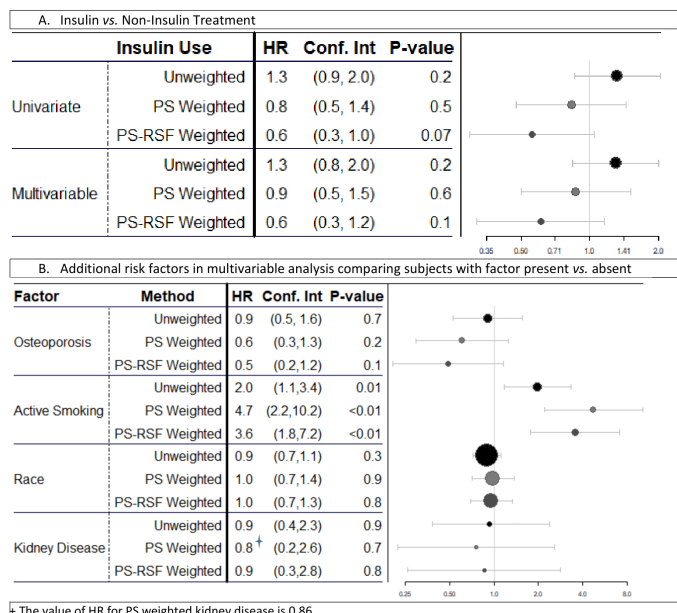 A. Insulin vs. Non-Insulin Treatment
Insulin Use HR Conf. Int P-value
Unweighted 1.3 (0.9, 2.0) 0.2
Univariate PS Weighted 0.8 (0.5, 1.4) 0.5
PS-RSF Weighted 0.6 (0.3, 1.0) 0.07
Unweighted 1.3 (0.8, 2.0) 0.2
Multivariable PS Weighted 0.9 (0.5, 1.5) 0.6
PS-RSF Weighted 0.6 (0.3, 1.2) 0.1
0.35 0.50 0.71 1.0 1.41 2.0
B. Additional risk factors in multivariable analysis comparing subjects with factor present vs. absent
Factor Method HR Conf. Int P-value
Unweighted 0.9 (0.5, 1.6) 0.7
Osteoporosis PS Weighted 0.6 (0.3,1.3) 0.2
PS-RSF Weighted 0.5 (0.2,1.2) 0.1
Unweighted 2.0 (1.1,3.4) 0.01
Active Smoking PS Weighted 4.7 (2.2,10.2) <0.01
PS-RSF Weighted 3.6 (1.8,7.2) <0.01
Unweighted 0.9 (0.7,1.1) 0.3
Race PS Weighted 1.0 (0.7,1.4) 0.9
PS-RSF Weighted 1.0 (0.7,1.3) 0.8
Unweighted 0.9 (0.4,2.3) 0.9
Kidney Disease PS Weighted 0.8+ (0.2,2.6) 0.7
PS-RSF Weighted 0.9 (0.3,2.8) 0.8
0.25 0.50 1.0 2.0 4.0 8.0
+ The value of HR for PS weighted kidney disease is 0.86